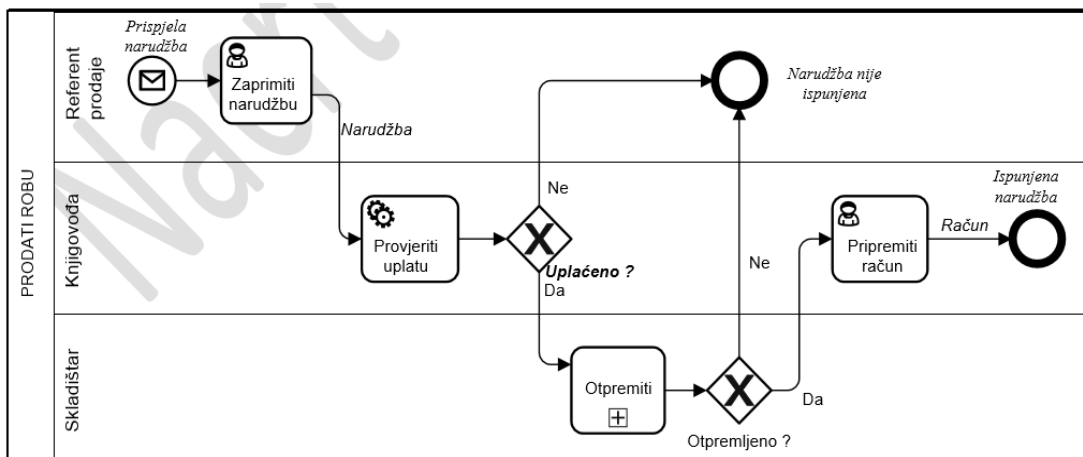 PRODATI ROBU
Referent
prodaje
Prispjela
narudžba
Zaprimiti
narudžbu
Narudžba
Narudžba nije
ispunjena
Knjigovođa
Provjeriti
uplatu
Ne
Uplaćeno ?
Da
Ne
Pripremiti
račun
Račun
Ispunjena
narudžba
Skladištar
Otpremiti
Otpremljeno ?
Da
Nacrt